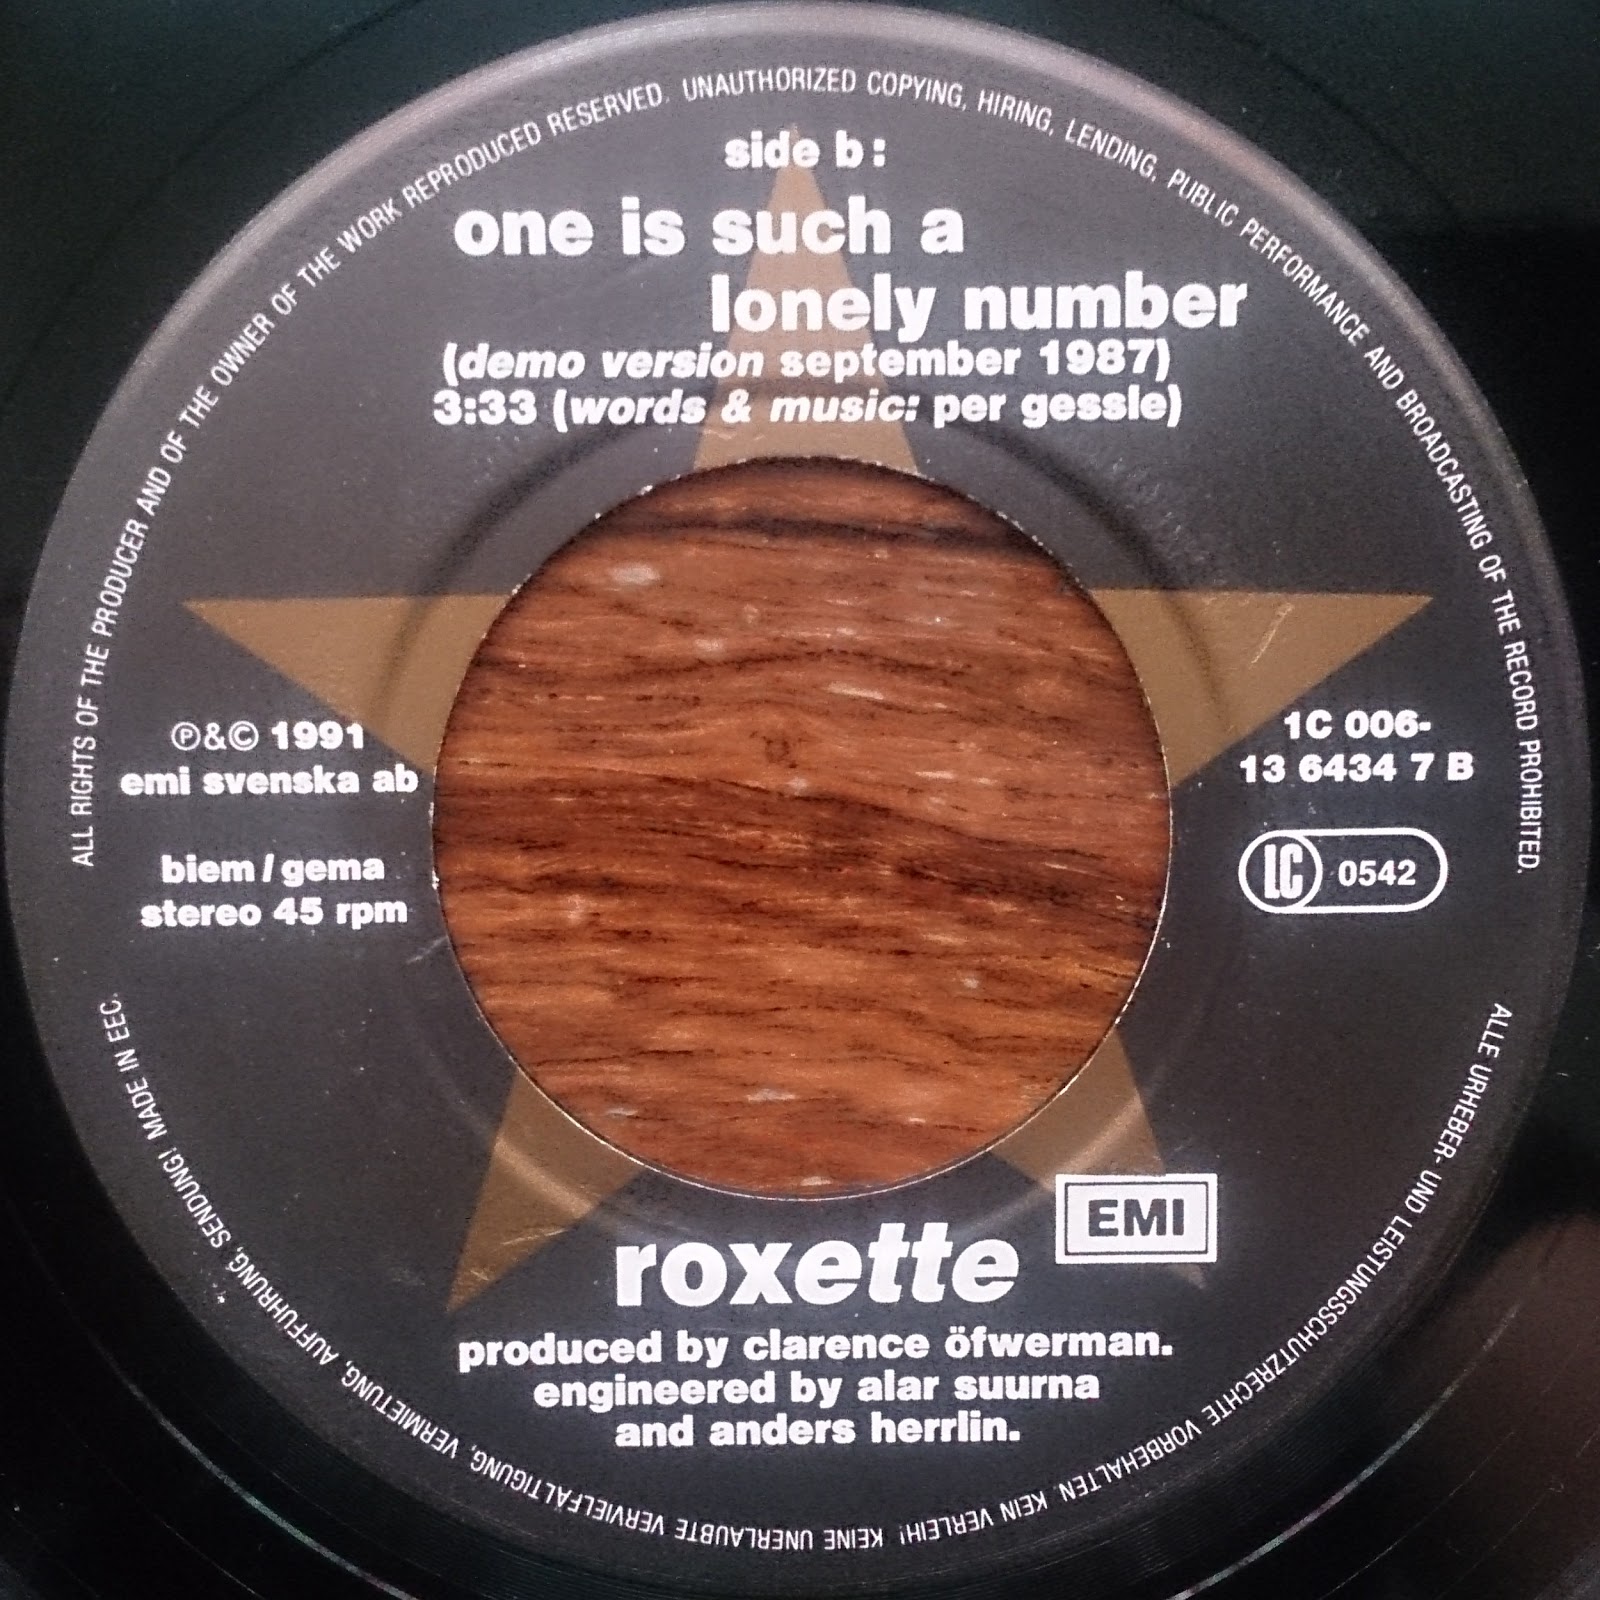 ALL RIGHTS OF THE PRODUCER AND OF THE OWNER OF THE WORK REPRODUCED RESERVED. UNAUTHORIZED COPYING, HIRING, LENDING, PUBLIC PERFORMANCE AND BROADCASTING OF THE RECORD PROHIBITED.
side b:
one is such a
lonely number
(demo version september 1987)
3:33 (words & music: per gessle)
℗&© 1991
emi svenska ab
biem/gema
stereo 45 rpm
1C 006-
13 6434 7 B
LC 0542
EMI
roxette
produced by clarence öfwerman.
engineered by alar suurna
and anders herrlin.
ALLE URHEBER- UND LEISTUNGSSCHUTZRECHTE VORBEHALTEN. KEIN VERLEIH! KEINE UNERLAUBTE VERVIELFÄLTIGUNG, VERMIETUNG, AUFFÜHRUNG, SENDUNG! MADE IN EEC.